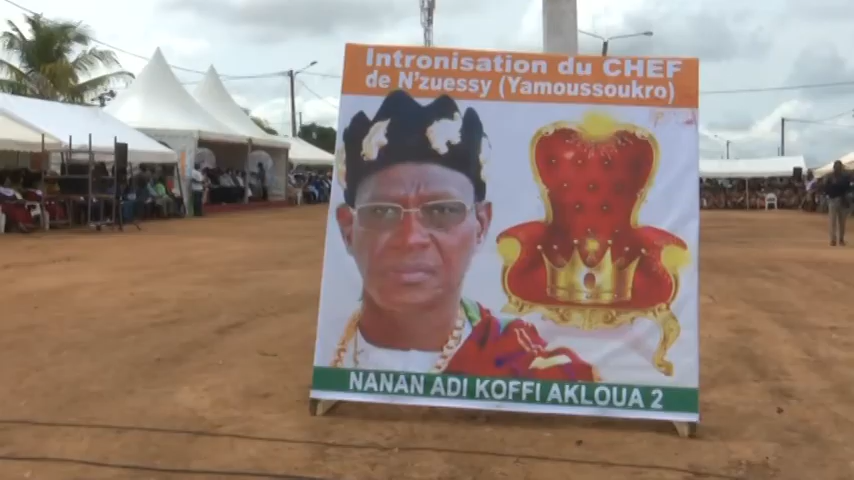 Intronisation du CHEF
de N'zuessy (Yamoussoukro)
NANAN ADI KOFFI AKLOUA 2